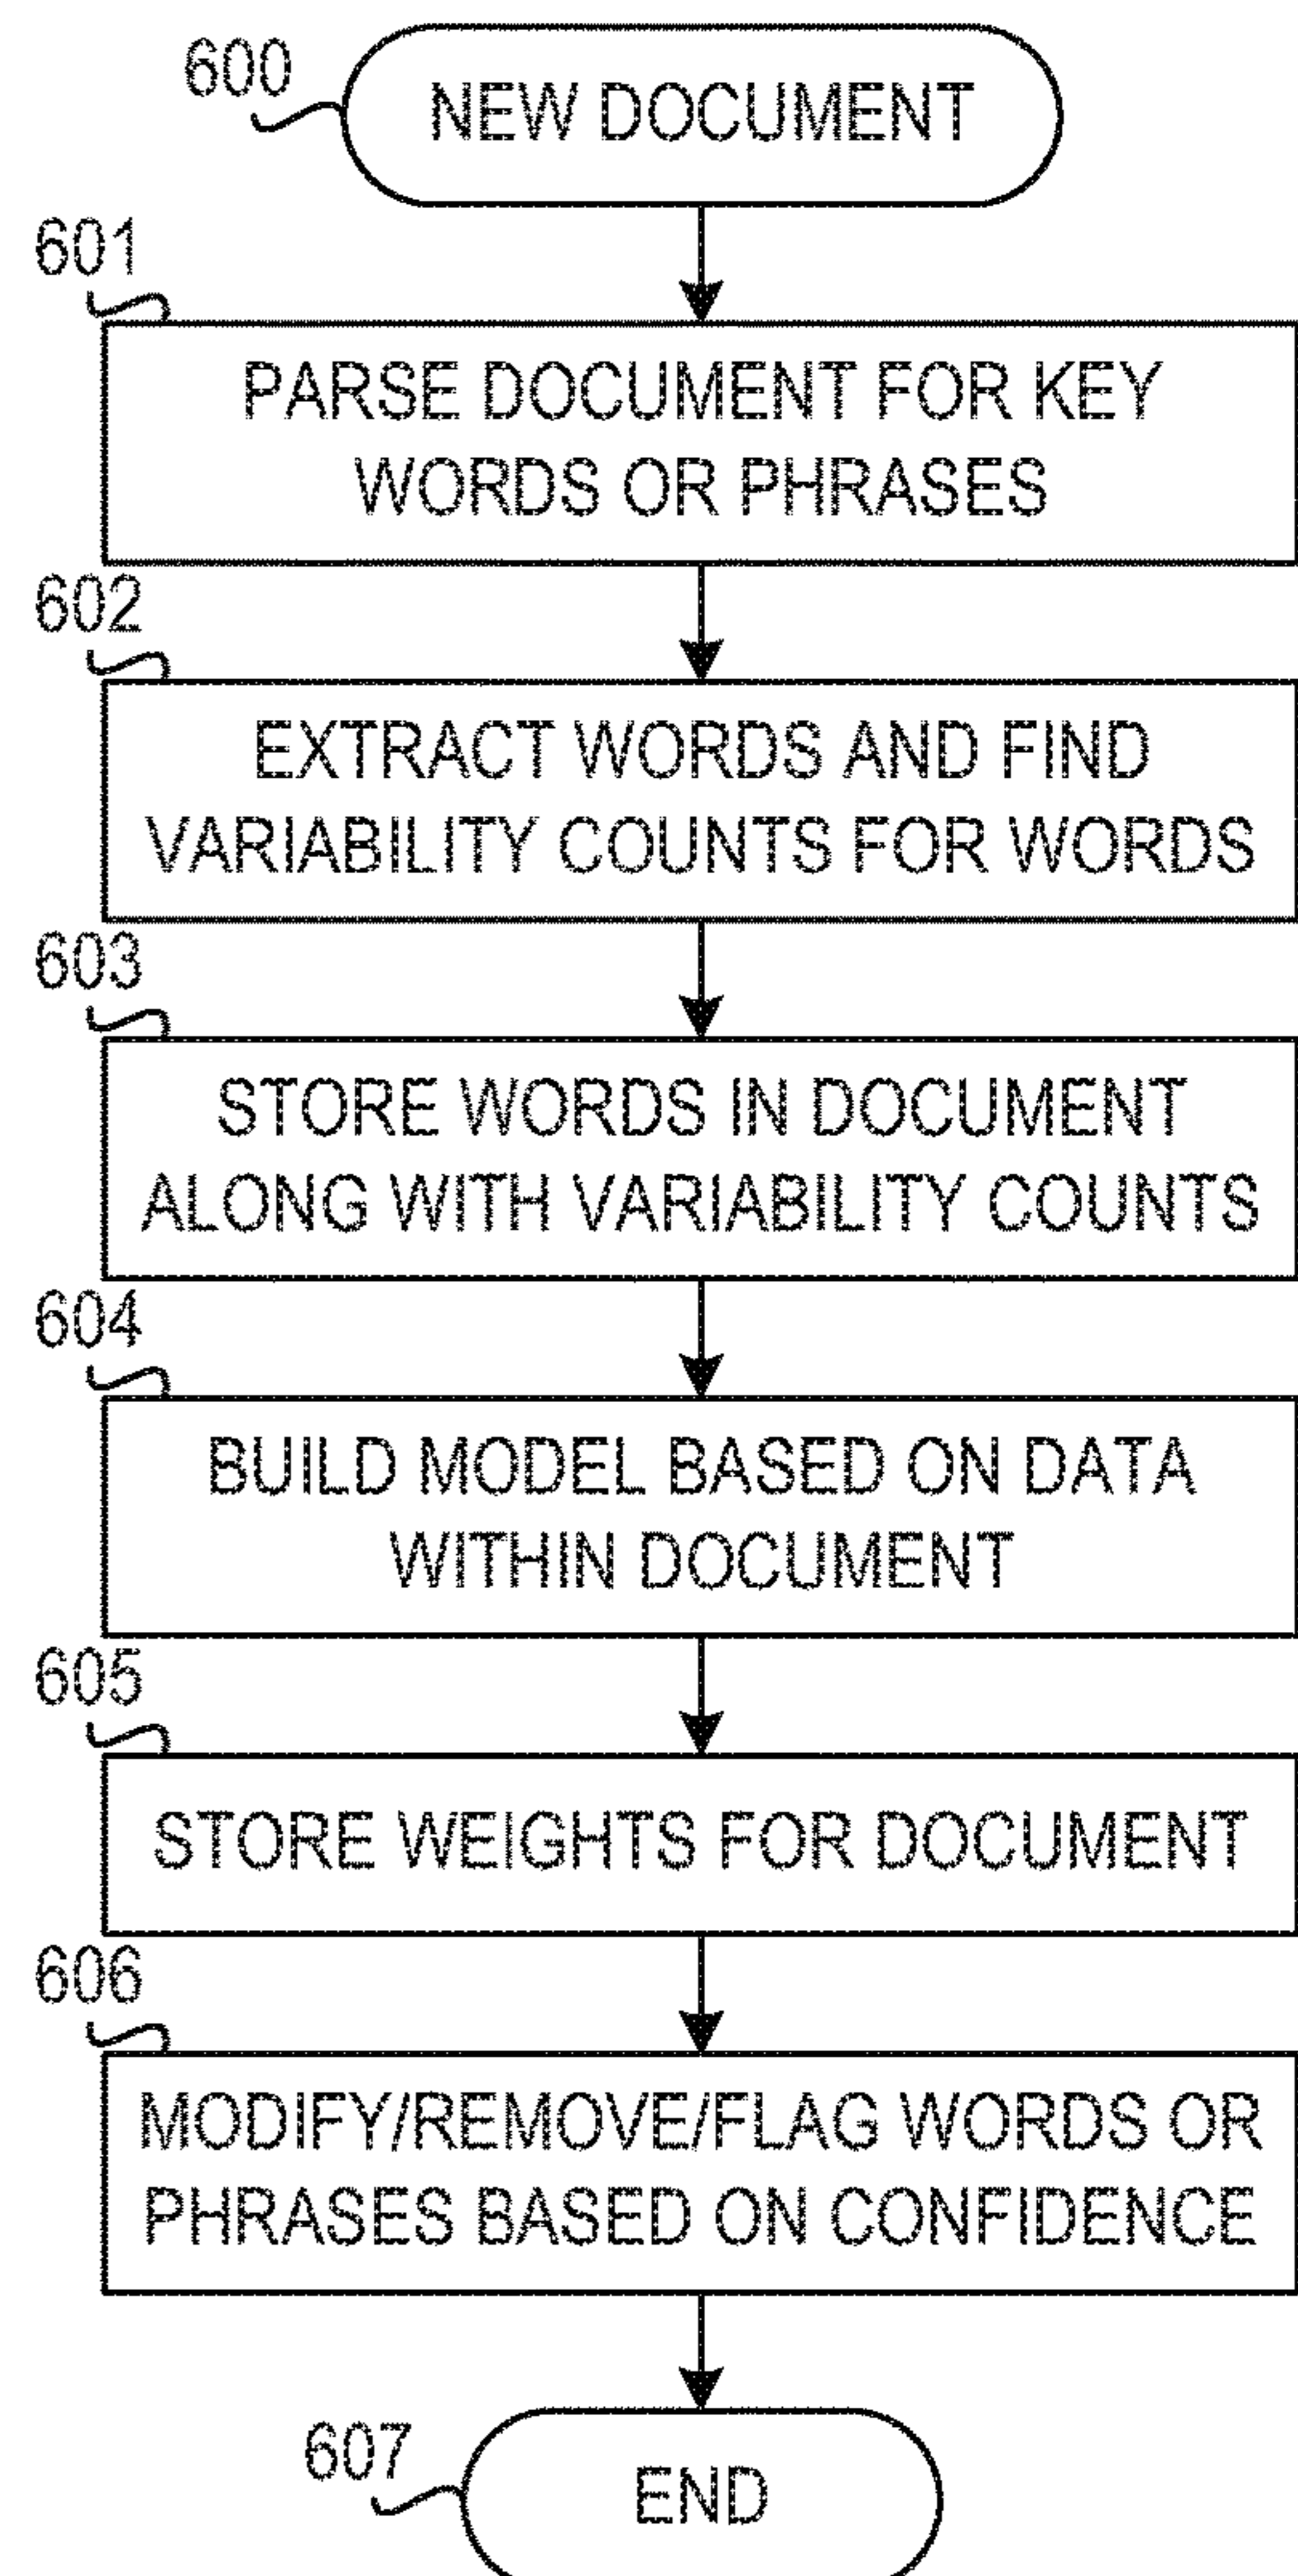 600
NEW DOCUMENT
601
PARSE DOCUMENT FOR KEY
WORDS OR PHRASES
602
EXTRACT WORDS AND FIND
VARIABILITY COUNTS FOR WORDS
603
STORE WORDS IN DOCUMENT
ALONG WITH VARIABILITY COUNTS
604
BUILD MODEL BASED ON DATA
WITHIN DOCUMENT
605
STORE WEIGHTS FOR DOCUMENT
606
MODIFY/REMOVE/FLAG WORDS OR
PHRASES BASED ON CONFIDENCE
607
END